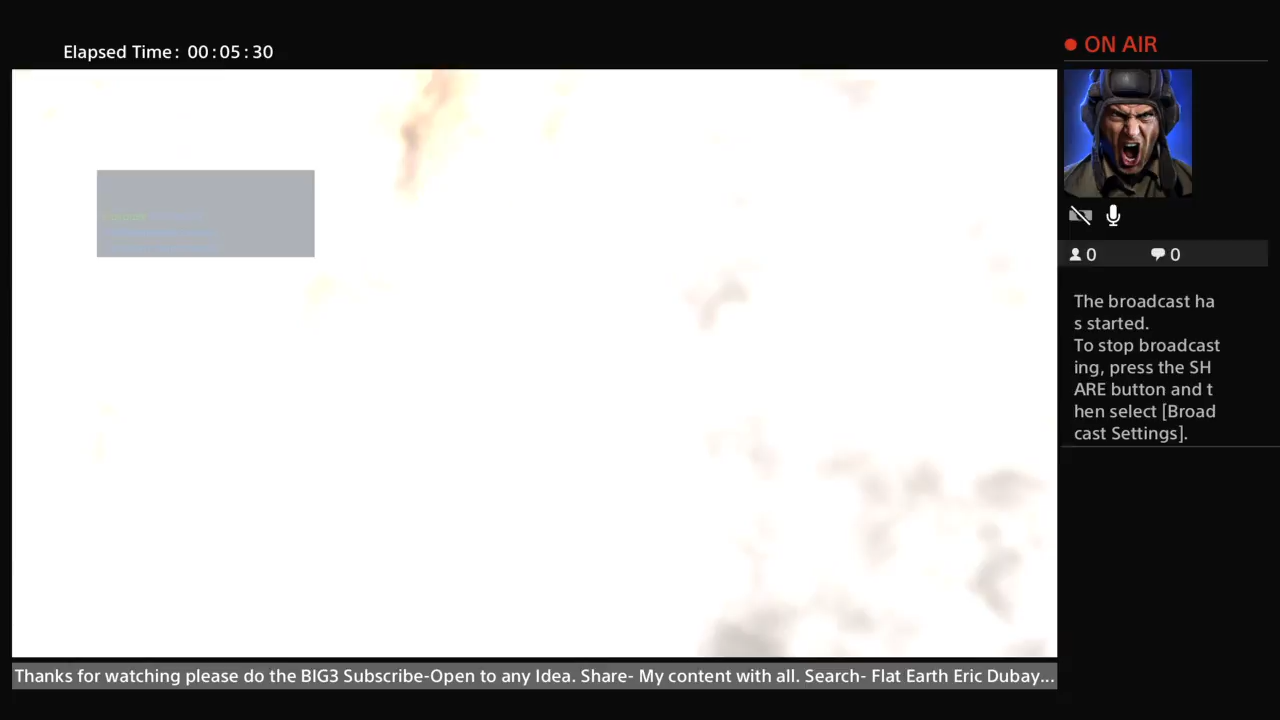 Elapsed Time: 00:05:30
ON AIR
0
0
The broadcast ha
s started.
To stop broadcast
ing, press the SH
ARE button and t
hen select [Broad
cast Settings].
Thanks for watching please do the BIG3 Subscribe-Open to any Idea. Share- My content with all. Search- Flat Earth Eric Dubay...